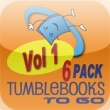 Vol 1
6 PACK
TUMBLEBOOKS
TO GO